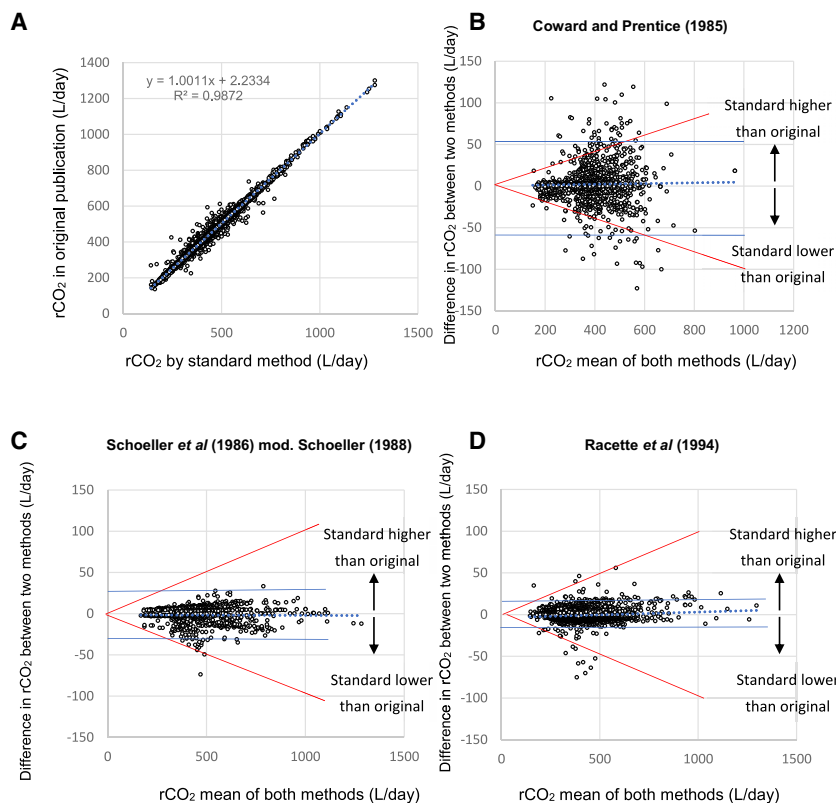 A
y = 1.0011x + 2.2334
R² = 0.9872
rCO₂ in original publication (L/day)
1400
1200
1000
800
600
400
200
0
0
500
1000
1500
rCO₂ by standard method (L/day)
B
Coward and Prentice (1985)
Difference in rCO₂ between two methods (L/day)
150
100
50
0
-50
-100
-150
0
200
400
600
800
1000
1200
Standard higher
than original
Standard lower
than original
rCO₂ mean of both methods (L/day)
C
Schoeller et al (1986) mod. Schoeller (1988)
Difference in rCO₂ between two methods (L/day)
150
100
50
0
-50
-100
-150
0
500
1000
1500
Standard higher
than original
Standard lower
than original
rCO₂ mean of both methods (L/day)
D
Racette et al (1994)
Difference in rCO₂ between two methods (L/day)
150
100
50
0
-50
-100
-150
0
500
1000
1500
Standard higher
than original
Standard lowe
than original
rCO₂ mean of both methods (L/day)